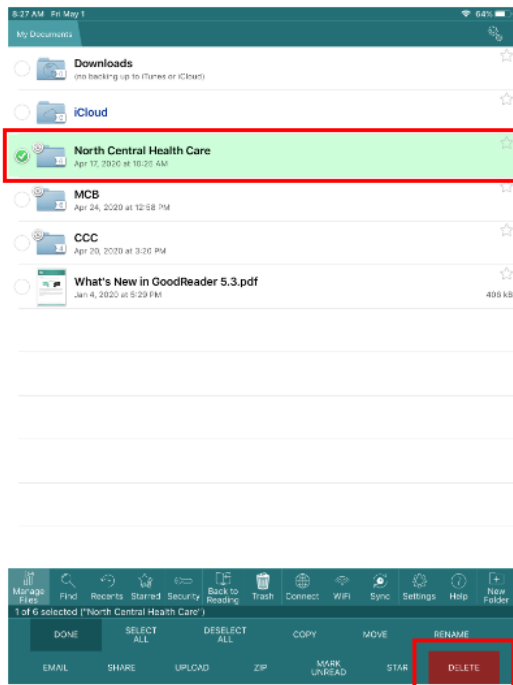 8:27 AM Fri May 1
64%
My Documents
Downloads
(no backing up to iTunes or iCloud)
iCloud
North Central Health Care
Apr 17, 2020 at 10:26 AM
MCB
Apr 24, 2020 at 12:58 PM
CCC
Apr 20, 2020 at 3:20 PM
What's New in GoodReader 5.3.pdf
Jan 4, 2020 at 5:29 PM
406 kB
Manage Files Find Recents Starred Security Back to Reading Trash Connect WiFi Sync Settings Help New Folder
1 of 6 selected ("North Central Health Care")
DONE SELECT ALL DESELECT ALL COPY MOVE RENAME
EMAIL SHARE UPLOAD ZIP MARK UNREAD STAR DELETE